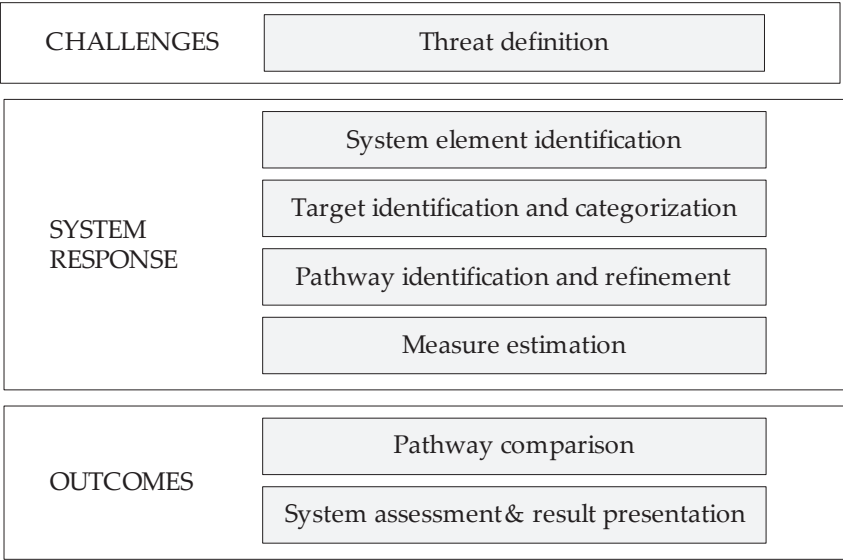 CHALLENGES
Threat definition
SYSTEM
RESPONSE
System element identification
Target identification and categorization
Pathway identification and refinement
Measure estimation
OUTCOMES
Pathway comparison
System assessment& result presentation